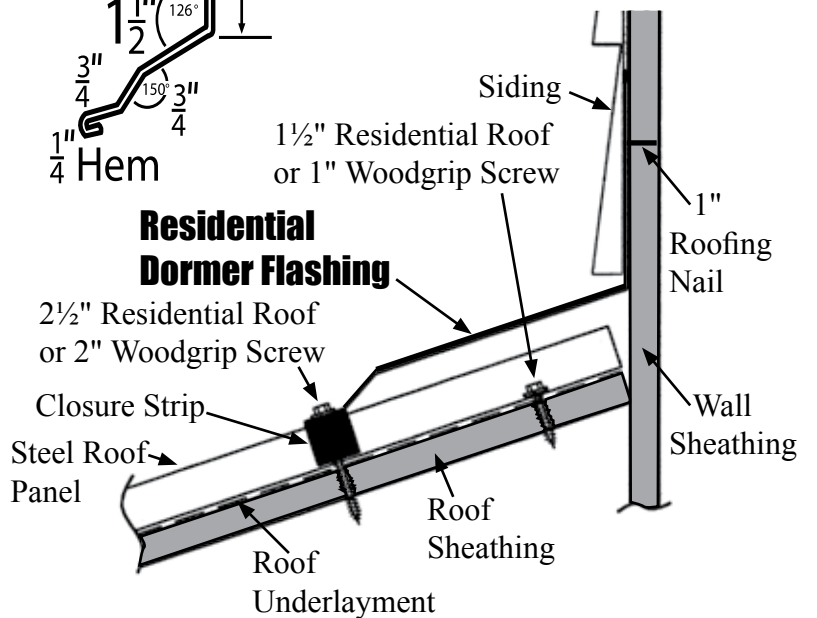 126°
1 1/2"
3/4"
150°
3/4"
1/4" Hem
Siding
1½" Residential Roof
or 1" Woodgrip Screw
1"
Roofing
Nail
Residential
Dormer Flashing
2½" Residential Roof
or 2" Woodgrip Screw
Closure Strip
Steel Roof
Panel
Wall
Sheathing
Roof
Sheathing
Roof
Underlayment